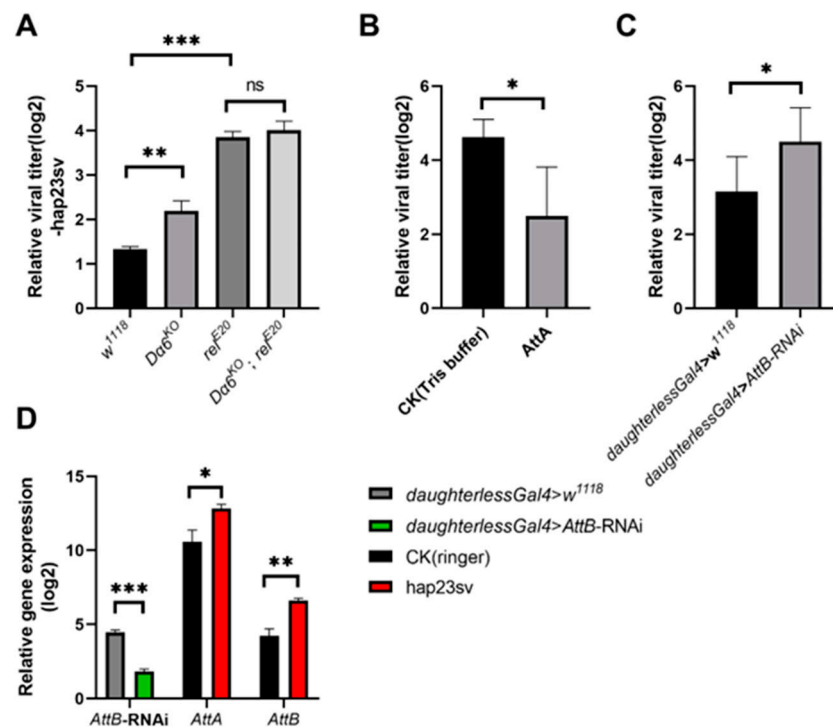 A
Relative viral titer(log2)
-hap23sv
5
4
3
2
1
0
***
**
ns
w1118
Dα6KO
relE20
Dα6KO; relE20
B
Relative viral titer(log2)
6
4
2
0
*
CK(Tris buffer)
AttA
C
Relative viral titer(log2)
6
4
2
0
*
daughterlessGal4>w1118
daughterlessGal4>AttB-RNAi
D
Relative gene expression
(log2)
15
10
5
0
***
*
**
AttB-RNAi
AttA
AttB
daughterlessGal4>w1118
daughterlessGal4>AttB-RNAi
CK(ringer)
hap23sv